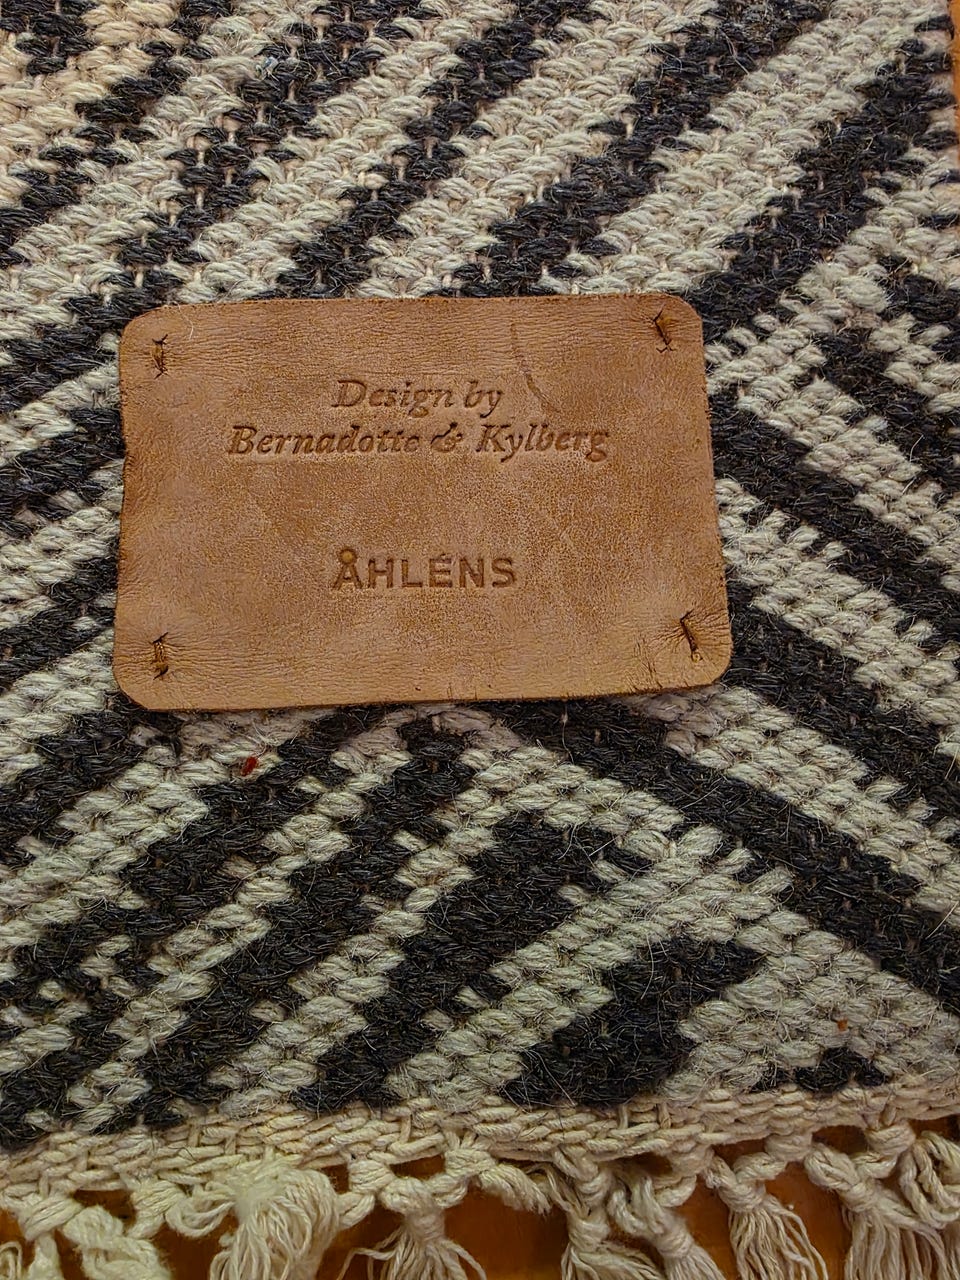 Design by
Bernadotte & Kylberg
ÅHLÉNS